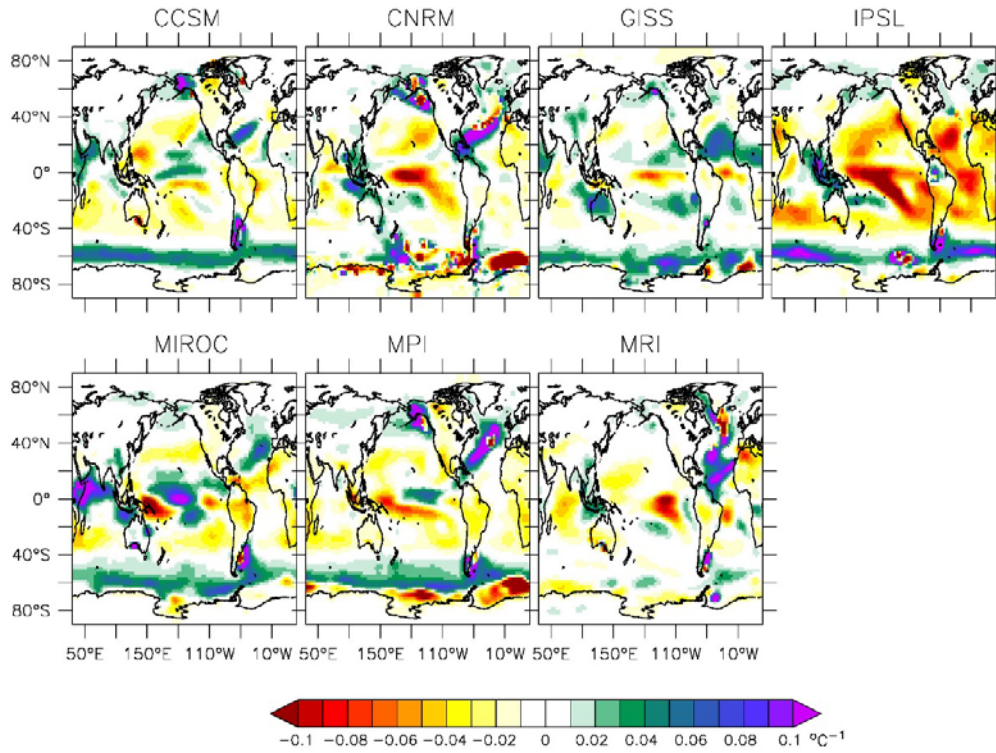 CCSM CNRM GISS IPSL
80°N
40°N
0°
40°S
80°S
MIROC MPI MRI
80°N
40°N
0°
40°S
80°S
50°E 150°E 110°W 10°W 50°E 150°E 110°W 10°W 50°E 150°E 110°W 10°W
-0.1 -0.08 -0.06 -0.04 -0.02 0 0.02 0.04 0.06 0.08 0.1 °C⁻¹